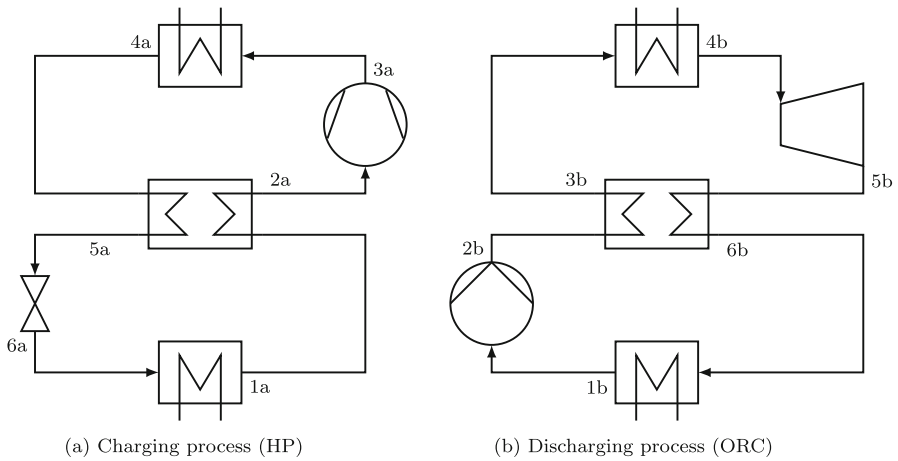 4a
3a
2a
5a
6a
1a
(a) Charging process (HP)
4b
5b
3b
6b
2b
1b
(b) Discharging process (ORC)